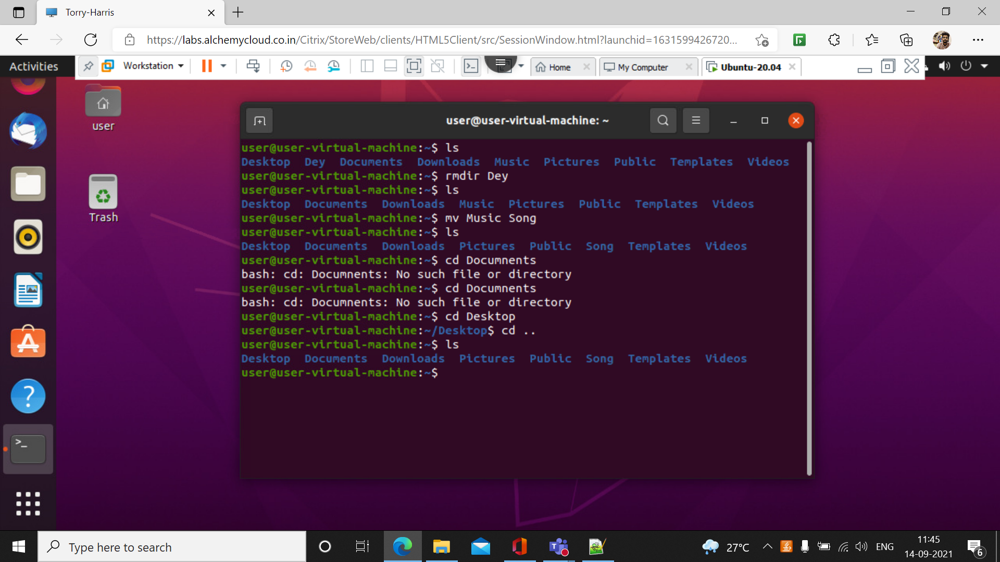 Torry-Harris
https://labs.alchemycloud.co.in/Citrix/StoreWeb/clients/HTML5Client/src/SessionWindow.html?launchid=1631599426720...
Activities
Workstation
Home
My Computer
Ubuntu-20.04
user
Trash
user@user-virtual-machine: ~
user@user-virtual-machine:~$ ls
Desktop Dey Documents Downloads Music Pictures Public Templates Videos
user@user-virtual-machine:~$ rmdir Dey
user@user-virtual-machine:~$ ls
Desktop Documents Downloads Music Pictures Public Templates Videos
user@user-virtual-machine:~$ mv Music Song
user@user-virtual-machine:~$ ls
Desktop Documents Downloads Pictures Public Song Templates Videos
user@user-virtual-machine:~$ cd Documnents
bash: cd: Documnents: No such file or directory
user@user-virtual-machine:~$ cd Documnents
bash: cd: Documnents: No such file or directory
user@user-virtual-machine:~$ cd Desktop
user@user-virtual-machine:~/Desktop$ cd ..
user@user-virtual-machine:~$ ls
Desktop Documents Downloads Pictures Public Song Templates Videos
user@user-virtual-machine:~$
Type here to search
27°C
ENG
11:45
14-09-2021
6